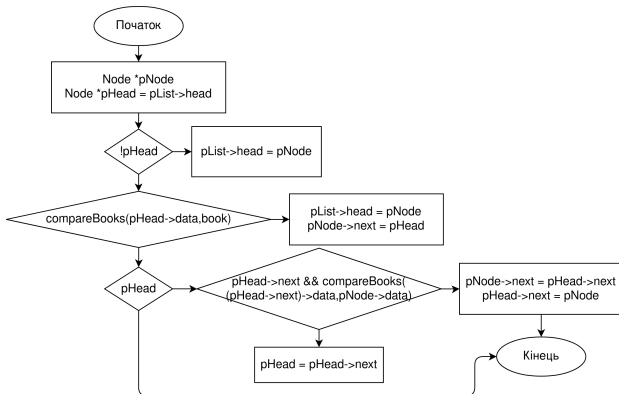 Початок
Node *pNode
Node *pHead = pList->head
!pHead
pList->head = pNode
compareBooks(pHead->data,book)
pList->head = pNode
pNode->next = pHead
pHead
pHead->next && compareBooks(
(pHead->next)->data,pNode->data)
pNode->next = pHead->next
pHead->next = pNode
pHead = pHead->next
Кінець